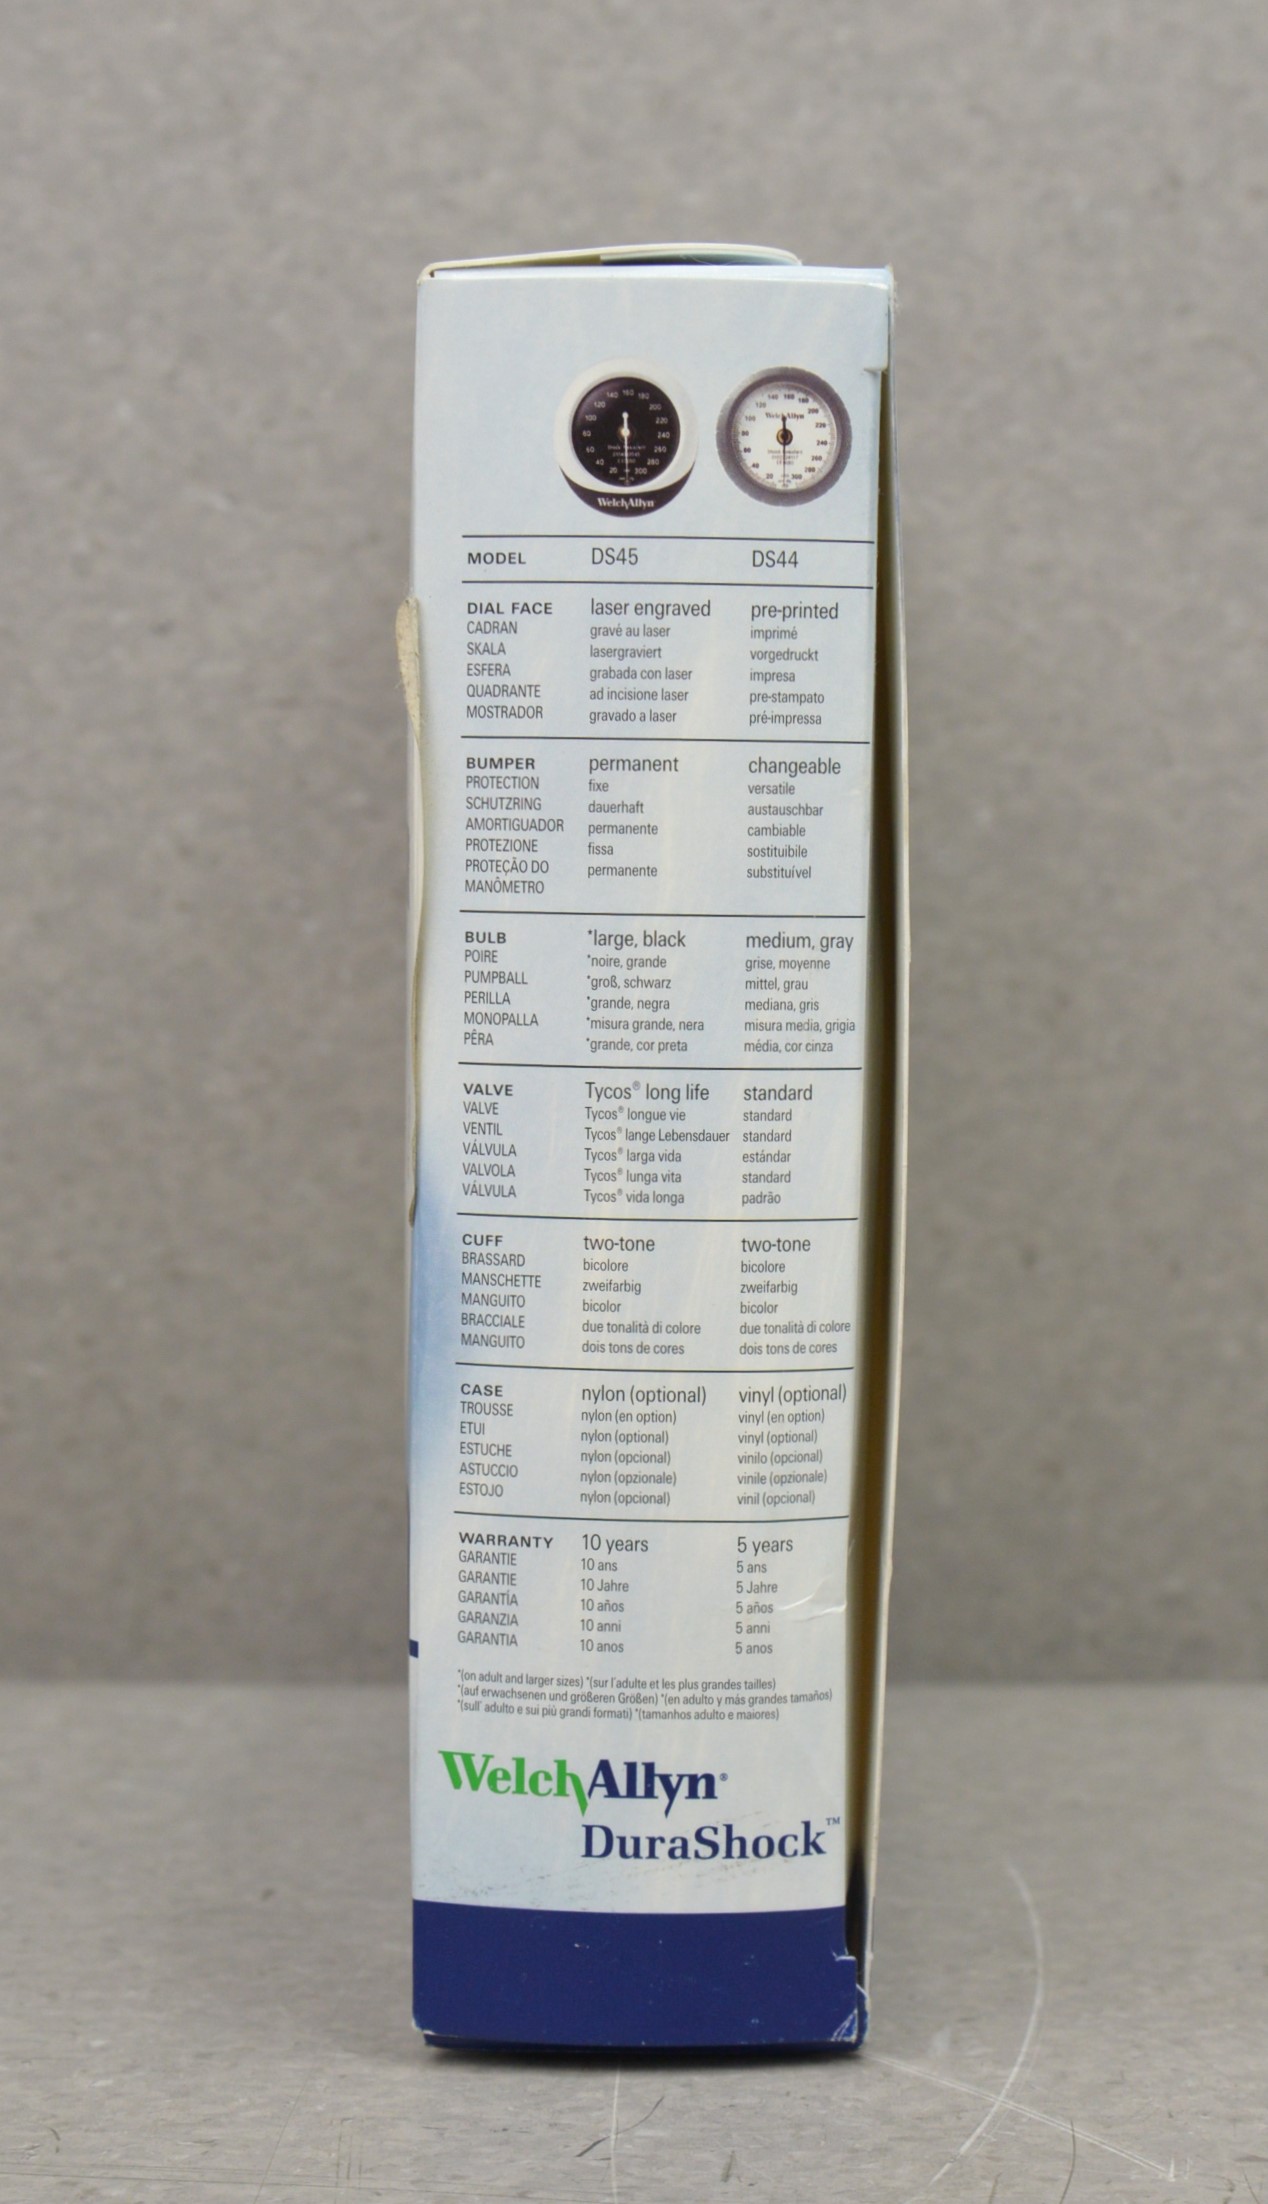 WelchAllyn
WelchAllyn
MODEL DS45 DS44
DIAL FACE laser engraved pre-printed
CADRAN gravé au laser imprimé
SKALA lasergraviert vorgedruckt
ESFERA grabada con laser impresa
QUADRANTE ad incisione laser pre-stampato
MOSTRADOR gravado a laser pré-impressa
BUMPER permanent changeable
PROTECTION fixe versatile
SCHUTZRING dauerhaft austauschbar
AMORTIGUADOR permanente cambiable
PROTEZIONE fissa sostituibile
PROTEÇÃO DO permanente substituível
MANÔMETRO
BULB *large, black medium, gray
POIRE *noire, grande grise, moyenne
PUMPBALL *groß, schwarz mittel, grau
PERILLA *grande, negra mediana, gris
MONOPALLA *misura grande, nera misura media, grigia
PÊRA *grande, cor preta média, cor cinza
VALVE Tycos® long life standard
VALVE Tycos® longue vie standard
VENTIL Tycos® lange Lebensdauer standard
VÁLVULA Tycos® larga vida estándar
VALVOLA Tycos® lunga vita standard
VÁLVULA Tycos® vida longa padrão
CUFF two-tone two-tone
BRASSARD bicolore bicolore
MANSCHETTE zweifarbig zweifarbig
MANGUITO bicolor bicolor
BRACCIALE due tonalità di colore due tonalità di colore
MANGUITO dois tons de cores dois tons de cores
CASE nylon (optional) vinyl (optional)
TROUSSE nylon (en option) vinyl (en option)
ETUI nylon (optional) vinyl (optional)
ESTUCHE nylon (opcional) vinilo (opcional)
ASTUCCIO nylon (opzionale) vinile (opzionale)
ESTOJO nylon (opcional) vinil (opcional)
WARRANTY 10 years 5 years
GARANTIE 10 ans 5 ans
GARANTIE 10 Jahre 5 Jahre
GARANTÍA 10 años 5 años
GARANZIA 10 anni 5 anni
GARANTIA 10 anos 5 anos
*(on adult and larger sizes) *(sur l'adulte et les plus grandes tailles)
*(auf erwachsenen und größeren Größen) *(en adulto y más grandes tamaños)
*(sull' adulto e sui più grandi formati) *(tamanhos adulto e maiores)
WelchAllyn®
DuraShock™